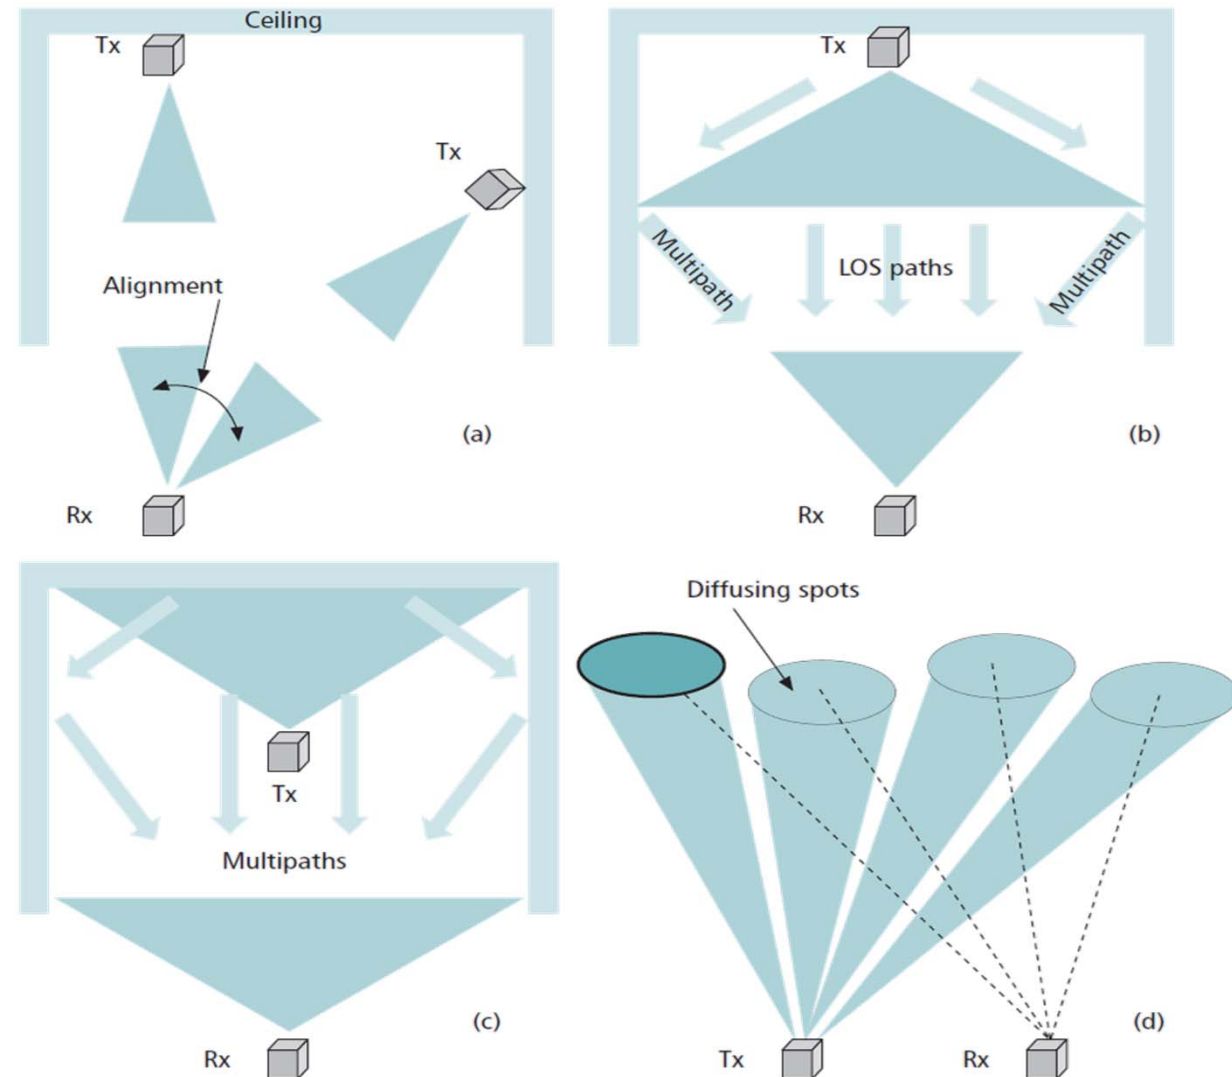 Ceiling
Tx
Tx
Alignment
Rx
(a)
Tx
Multipath
LOS paths
Multipath
(b)
Rx
Tx
Multipaths
(c)
Rx
Diffusing spots
(d)
Tx
Rx